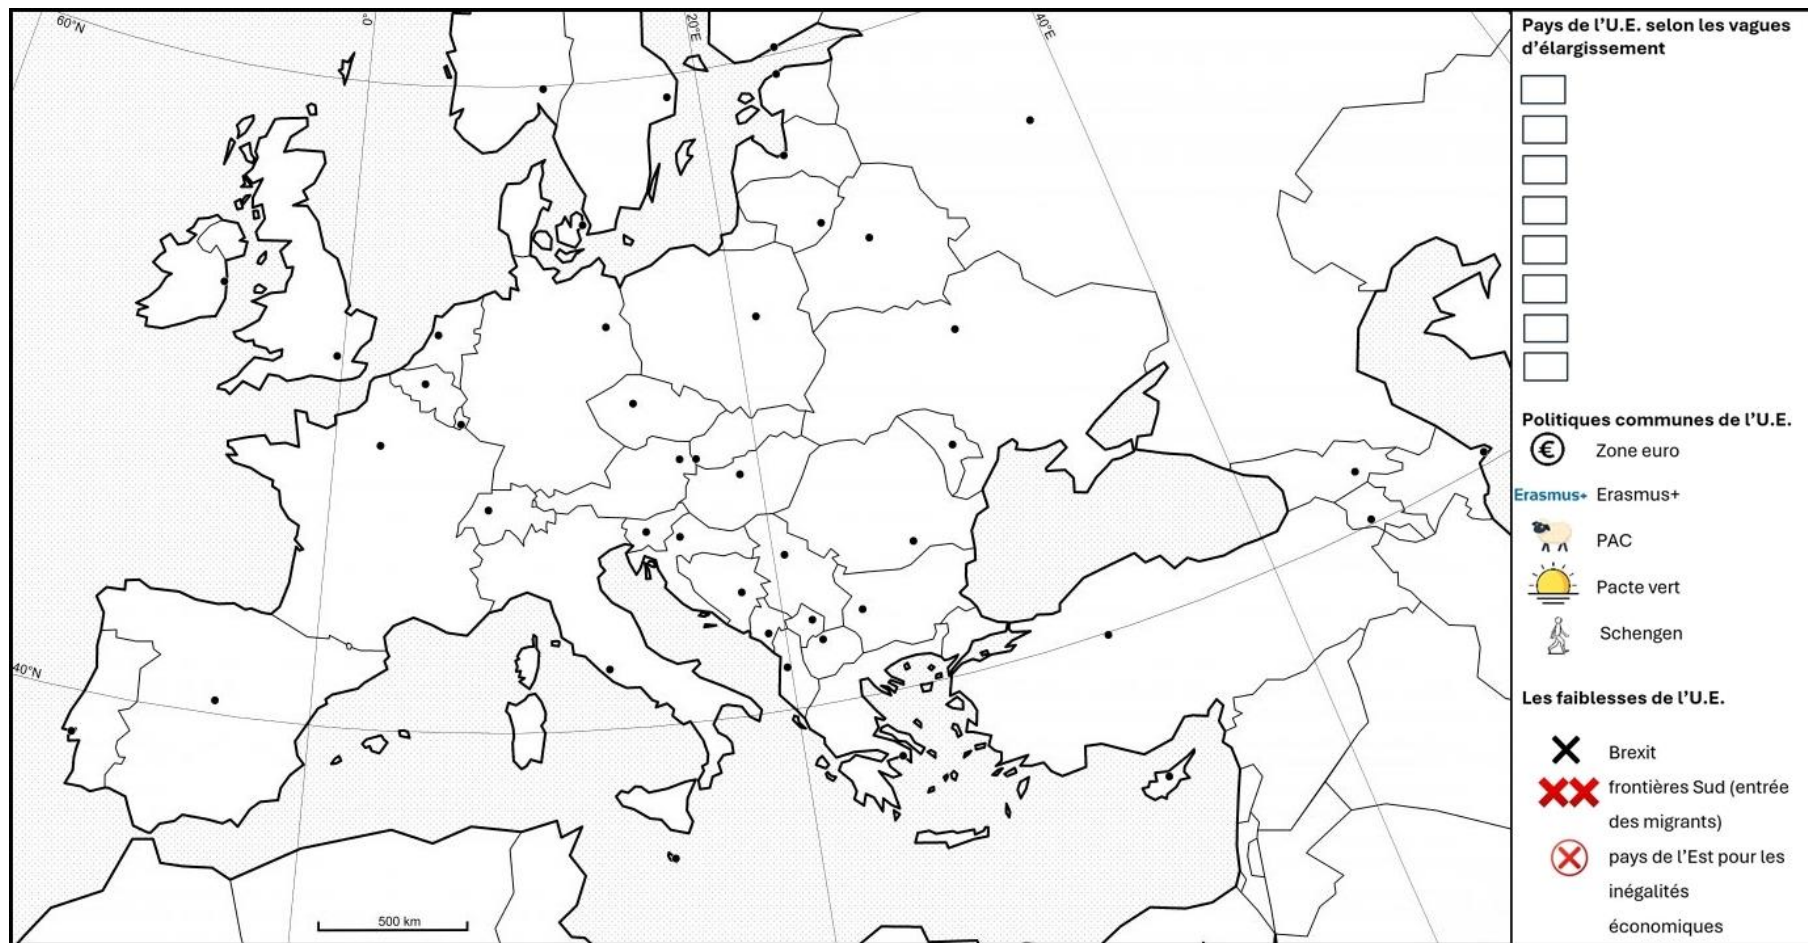 60°N
0°
20°E
40°E
40°N
500 km
Pays de l'U.E. selon les vagues
d'élargissement
Politiques communes de l'U.E.
€ Zone euro
Erasmus+ Erasmus+
PAC
Pacte vert
Schengen
Les faiblesses de l'U.E.
Brexit
frontières Sud (entrée
des migrants)
pays de l'Est pour les
inégalités
économiques